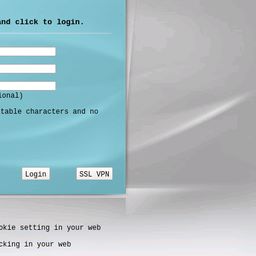 and click to login.
ional)
table characters and no
Login
SSL VPN
okie setting in your web
cking in your web